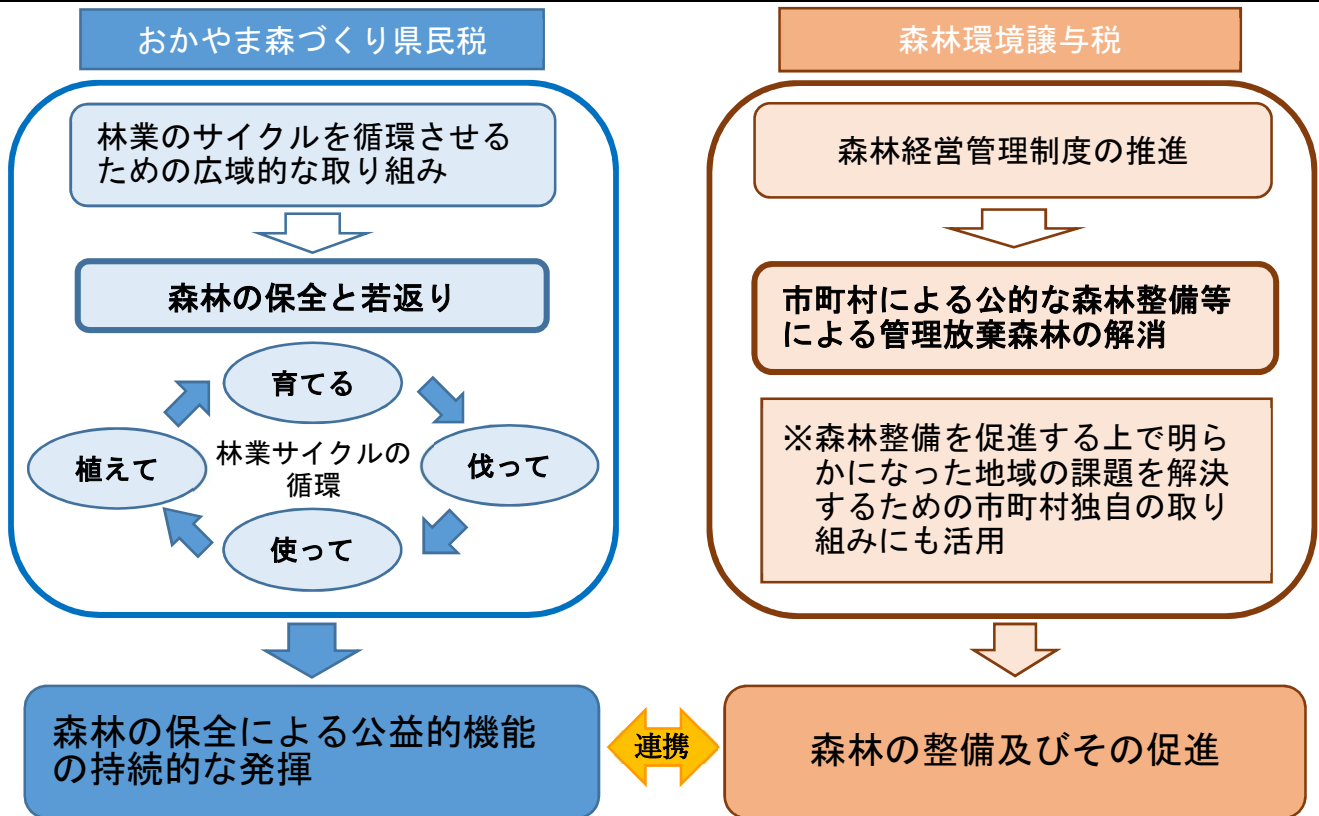 おかやま森づくり県民税
林業のサイクルを循環させる
ための広域的な取り組み
森林の保全と若返り
育てる
植えて
林業サイクルの
循環
伐って
使って
森林の保全による公益的機能
の持続的な発揮
連携
森林環境譲与税
森林経営管理制度の推進
市町村による公的な森林整備等
による管理放棄森林の解消
※森林整備を促進する上で明ら
かになった地域の課題を解決
するための市町村独自の取り
組みにも活用
森林の整備及びその促進